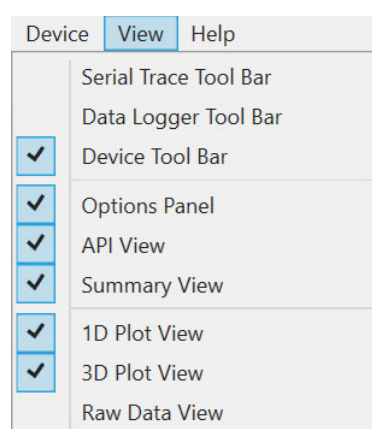 Device View Help
Serial Trace Tool Bar
Data Logger Tool Bar
Device Tool Bar
Options Panel
API View
Summary View
1D Plot View
3D Plot View
Raw Data View